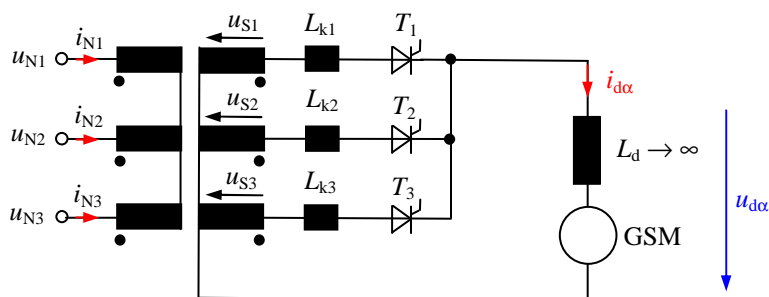 u_S1 L_k1 T_1
i_N1
u_N1
i_dα
u_S2 L_k2 T_2
i_N2
u_N2
L_d → ∞
u_S3 L_k3 T_3
i_N3
u_N3
u_dα
GSM